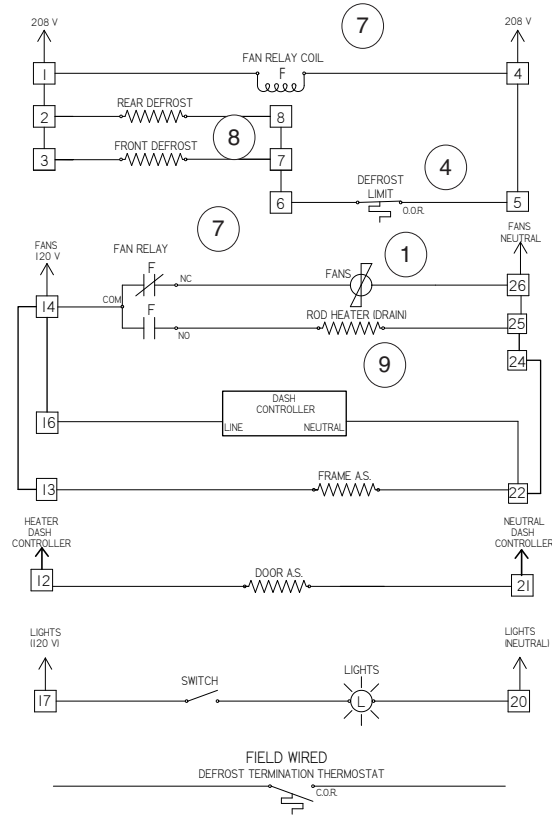 208 V
208 V
7
FAN RELAY COIL
F
1
4
REAR DEFROST
2
8
8
FRONT DEFROST
3
7
4
DEFROST
LIMIT
6
O.O.R.
5
7
FANS
120 V
FANS
NEUTRAL
FAN RELAY
1
F
NC
FANS
26
14
COM
F
NO
ROD HEATER (DRAIN)
25
24
9
DASH
CONTROLLER
16
LINE
NEUTRAL
FRAME A.S.
13
22
HEATER
DASH
CONTROLLER
NEUTRAL
DASH
CONTROLLER
DOOR A.S.
12
21
LIGHTS
(120 V)
LIGHTS
(NEUTRAL)
SWITCH
LIGHTS
17
L
20
FIELD WIRED
DEFROST TERMINATION THERMOSTAT
C.O.R.